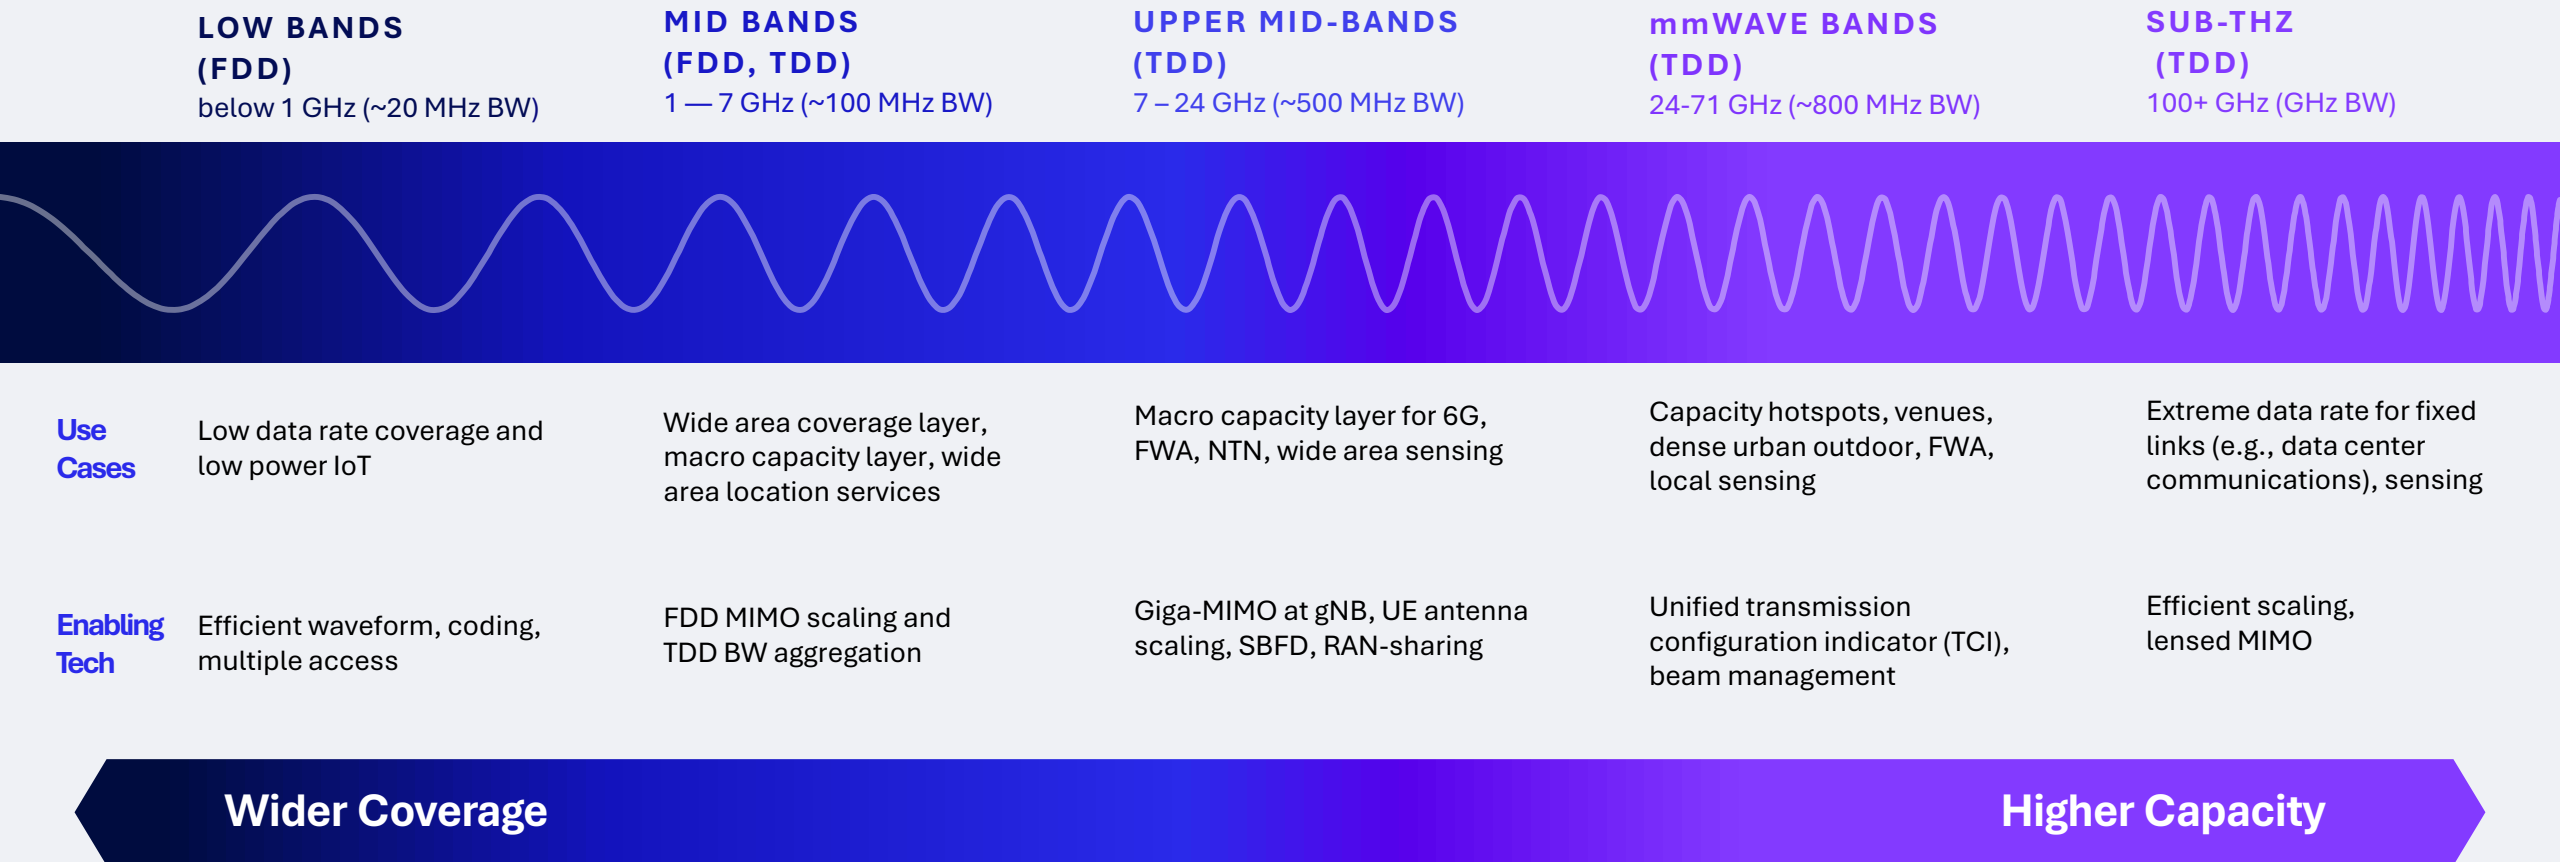 LOW BANDS
(FDD)
below 1 GHz (~20 MHz BW)
MID BANDS
(FDD, TDD)
1 — 7 GHz (~100 MHz BW)
UPPER MID-BANDS
(TDD)
7 – 24 GHz (~500 MHz BW)
mmWAVE BANDS
(TDD)
24-71 GHz (~800 MHz BW)
SUB-THZ
(TDD)
100+ GHz (GHz BW)
Use
Cases
Low data rate coverage and
low power IoT
Wide area coverage layer,
macro capacity layer, wide
area location services
Macro capacity layer for 6G,
FWA, NTN, wide area sensing
Capacity hotspots, venues,
dense urban outdoor, FWA,
local sensing
Extreme data rate for fixed
links (e.g., data center
communications), sensing
Enabling
Tech
Efficient waveform, coding,
multiple access
FDD MIMO scaling and
TDD BW aggregation
Giga-MIMO at gNB, UE antenna
scaling, SBFD, RAN-sharing
Unified transmission
configuration indicator (TCI),
beam management
Efficient scaling,
lensed MIMO
Wider Coverage
Higher Capacity